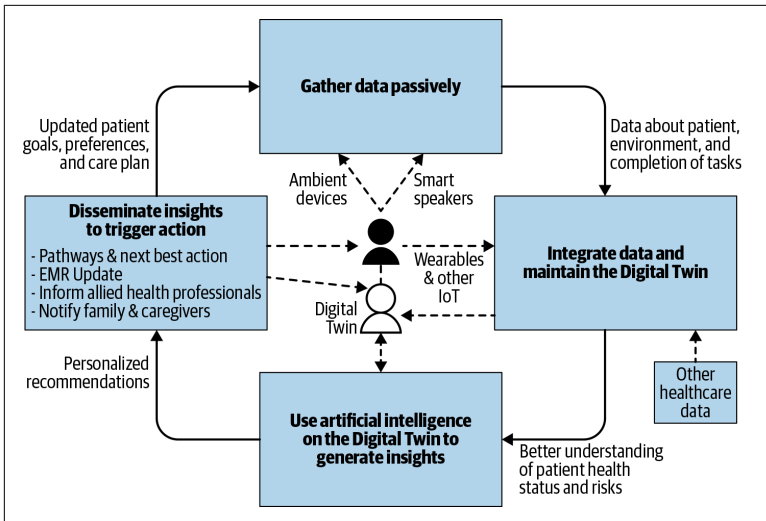 Gather data passively
Updated patient
goals, preferences,
and care plan
Data about patient,
environment, and
completion of tasks
Ambient
devices
Smart
speakers
Disseminate insights
to trigger action
- Pathways & next best action
- EMR Update
- Inform allied health professionals
- Notify family & caregivers
Wearables
& other
IoT
Integrate data and
maintain the Digital Twin
Digital
Twin
Personalized
recommendations
Other
healthcare
data
Use artificial intelligence
on the Digital Twin to
generate insights
Better understanding
of patient health
status and risks